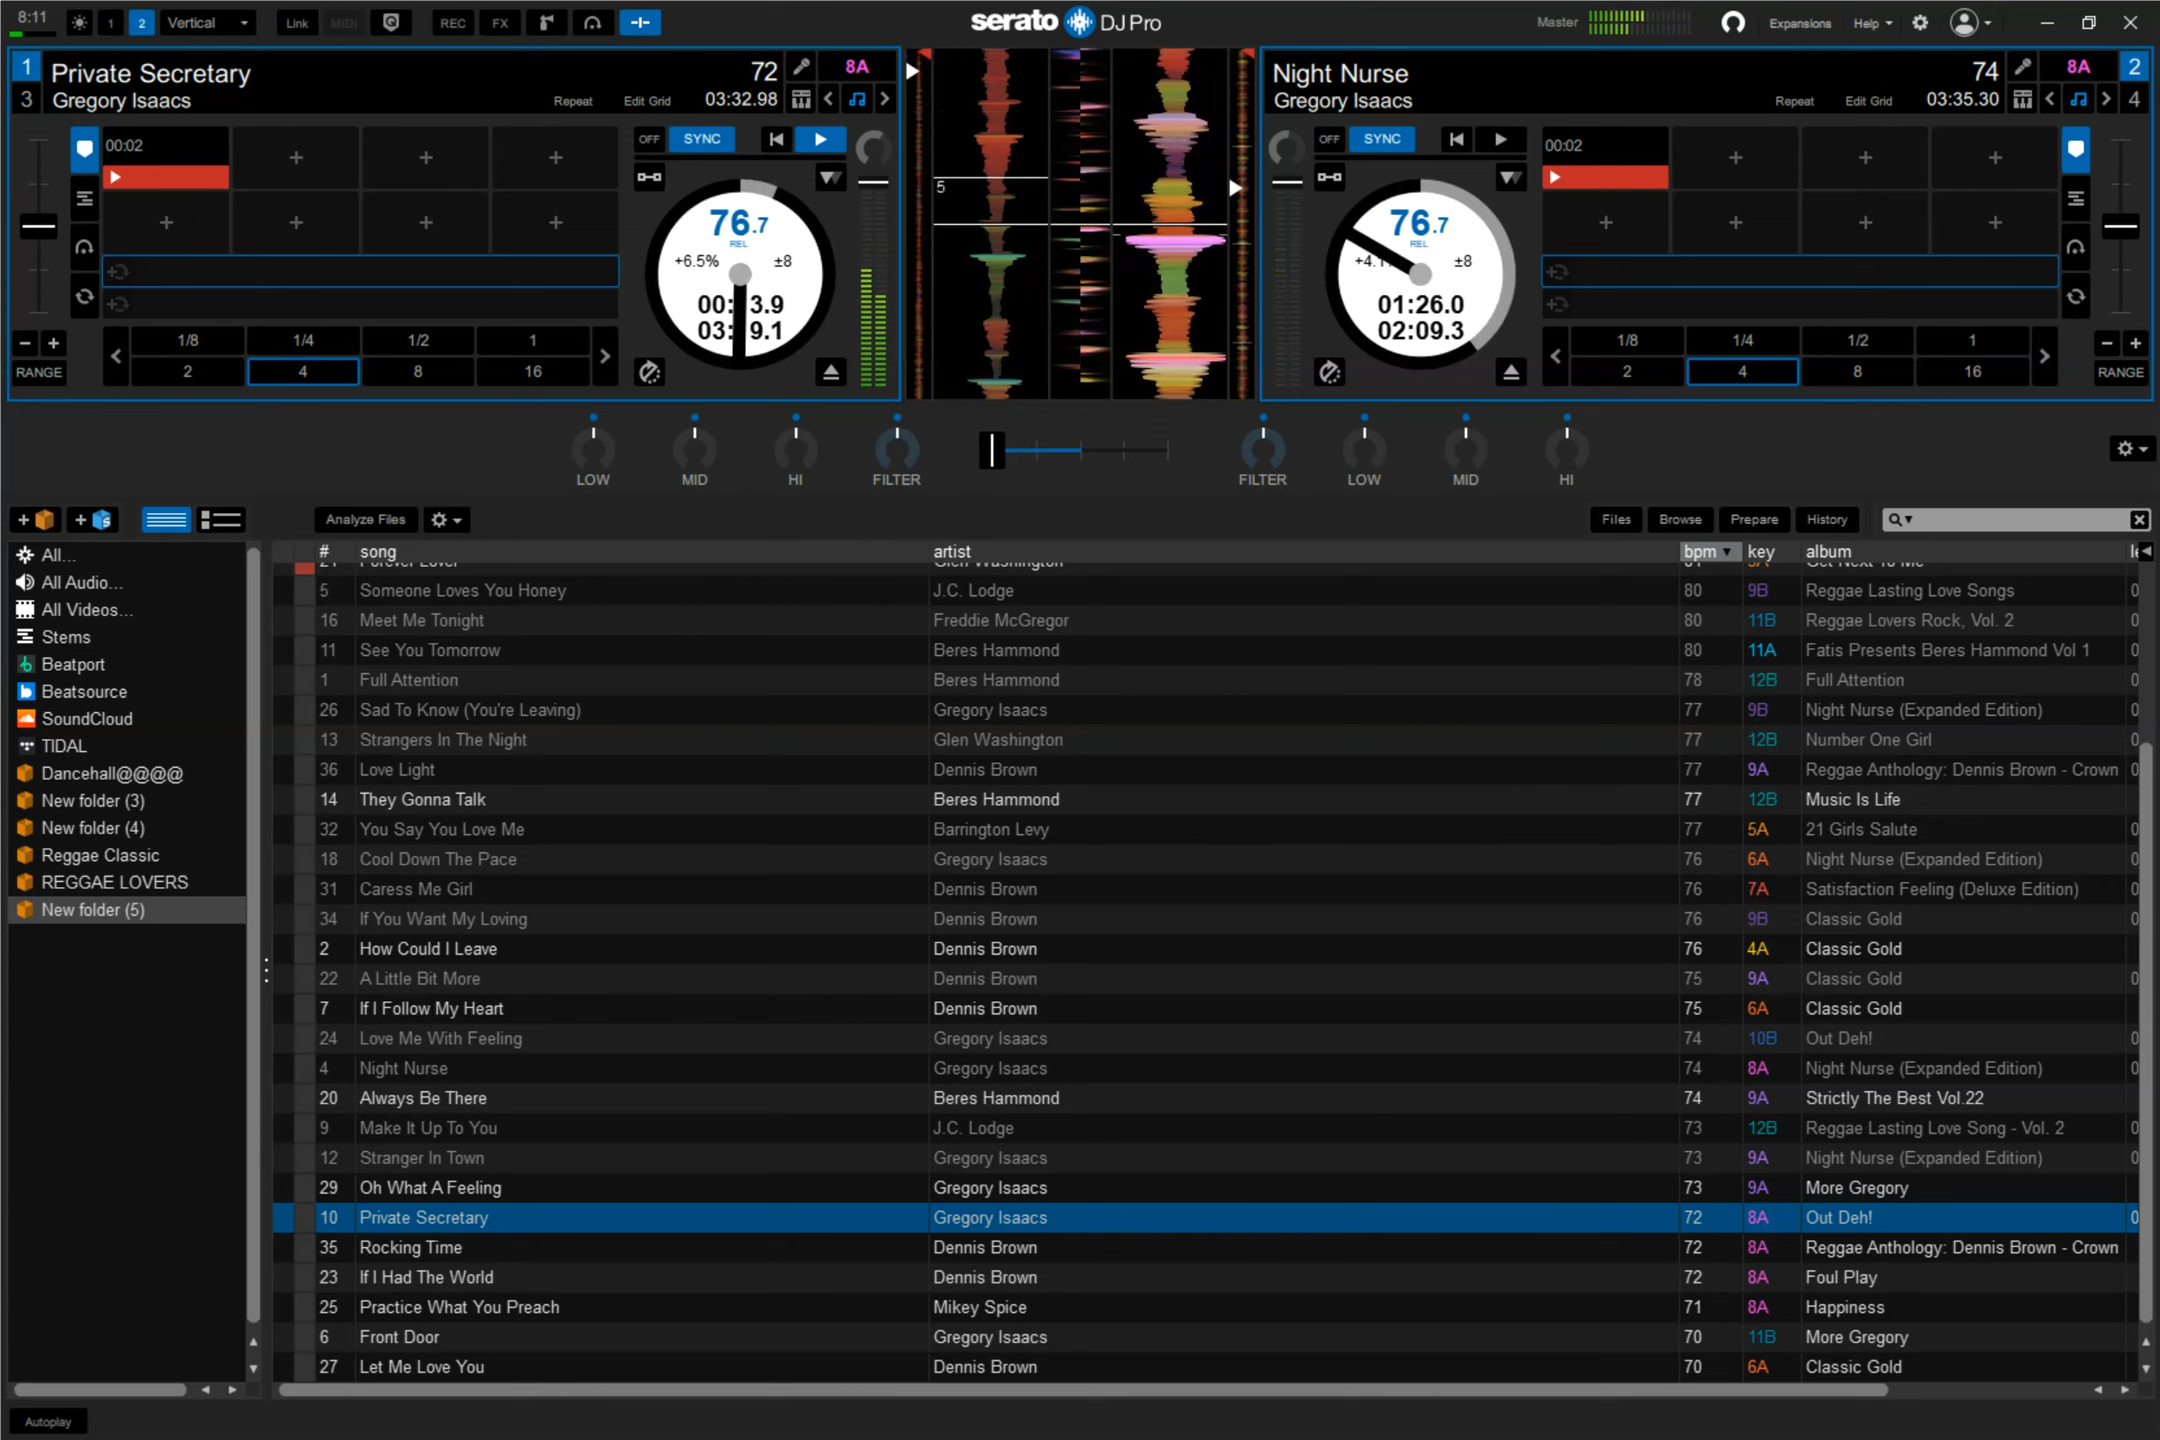 8:11 1 2 Vertical Link MIDI REC FX serato DJ Pro Master Expansions Help
1 Private Secretary 72 8A
3 Gregory Isaacs Repeat Edit Grid 03:32.98
Night Nurse 74 8A 2
Gregory Isaacs Repeat Edit Grid 03:35.30 4
00:02 OFF SYNC
76.7
REL
+6.5% ±8
5
RANGE
1/8 1/4 1/2 1
2 4 8 16
OFF SYNC 00:02
76.7
REL
±8
01:26.0
02:09.3
1/8 1/4 1/2 1
2 4 8 16
RANGE
LOW MID HI FILTER FILTER LOW MID HI
Analyze Files Files Browse Prepare History
All...
All Audio...
All Videos...
Stems
Beatport
Beatsource
SoundCloud
TIDAL
Dancehall@@@@
New folder (3)
New folder (4)
Reggae Classic
REGGAE LOVERS
New folder (5)
# song artist bpm key album
5 Someone Loves You Honey J.C. Lodge 80 9B Reggae Lasting Love Songs 0
16 Meet Me Tonight Freddie McGregor 80 11B Reggae Lovers Rock, Vol. 2 0
11 See You Tomorrow Beres Hammond 80 11A Fatis Presents Beres Hammond Vol 1 0
1 Full Attention Beres Hammond 78 12B Full Attention 0
26 Sad To Know (You're Leaving) Gregory Isaacs 77 9B Night Nurse (Expanded Edition) 0
13 Strangers In The Night Glen Washington 77 12B Number One Girl 0
36 Love Light Dennis Brown 77 9A Reggae Anthology: Dennis Brown - Crown 0
14 They Gonna Talk Beres Hammond 77 12B Music Is Life
32 You Say You Love Me Barrington Levy 77 5A 21 Girls Salute 0
18 Cool Down The Pace Gregory Isaacs 76 6A Night Nurse (Expanded Edition) 0
31 Caress Me Girl Dennis Brown 76 7A Satisfaction Feeling (Deluxe Edition) 0
34 If You Want My Loving Dennis Brown 76 9B Classic Gold 0
2 How Could I Leave Dennis Brown 76 4A Classic Gold
22 A Little Bit More Dennis Brown 75 9A Classic Gold 0
7 If I Follow My Heart Dennis Brown 75 6A Classic Gold
24 Love Me With Feeling Gregory Isaacs 74 10B Out Deh! 0
4 Night Nurse Gregory Isaacs 74 8A Night Nurse (Expanded Edition) 0
20 Always Be There Beres Hammond 74 9A Strictly The Best Vol.22
9 Make It Up To You J.C. Lodge 73 12B Reggae Lasting Love Song - Vol. 2 0
12 Stranger In Town Gregory Isaacs 73 9A Night Nurse (Expanded Edition) 0
29 Oh What A Feeling Gregory Isaacs 73 9A More Gregory
10 Private Secretary Gregory Isaacs 72 8A Out Deh! 0
35 Rocking Time Dennis Brown 72 8A Reggae Anthology: Dennis Brown - Crown
23 If I Had The World Dennis Brown 72 8A Foul Play
25 Practice What You Preach Mikey Spice 71 8A Happiness
6 Front Door Gregory Isaacs 70 11B More Gregory
27 Let Me Love You Dennis Brown 70 6A Classic Gold
Autoplay